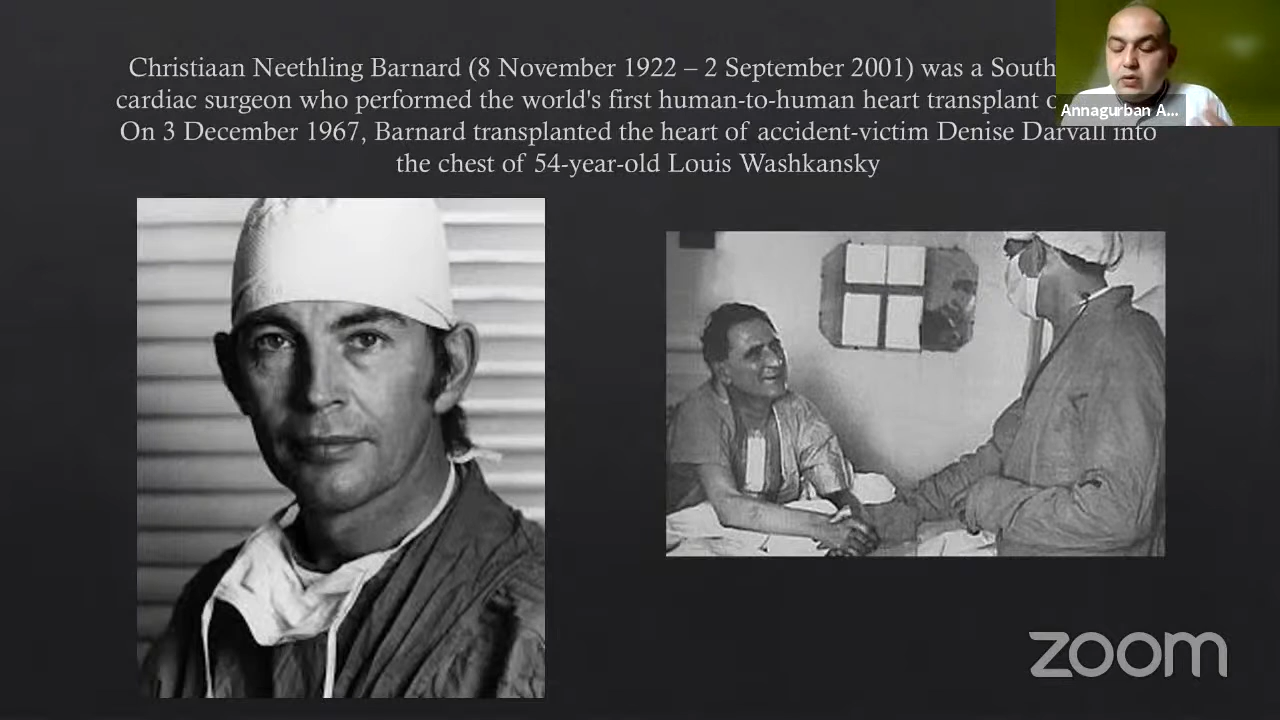 Christiaan Neethling Barnard (8 November 1922 – 2 September 2001) was a South
cardiac surgeon who performed the world's first human-to-human heart transplant
On 3 December 1967, Barnard transplanted the heart of accident-victim Denise Darvall into
the chest of 54-year-old Louis Washkansky
Annagurban A...
zoom